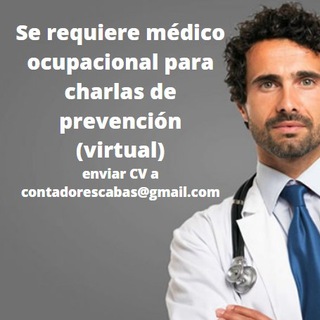 Se requiere médico
ocupacional para
charlas de
prevención
(virtual)
enviar CV a
contadorescabas@gmail.com